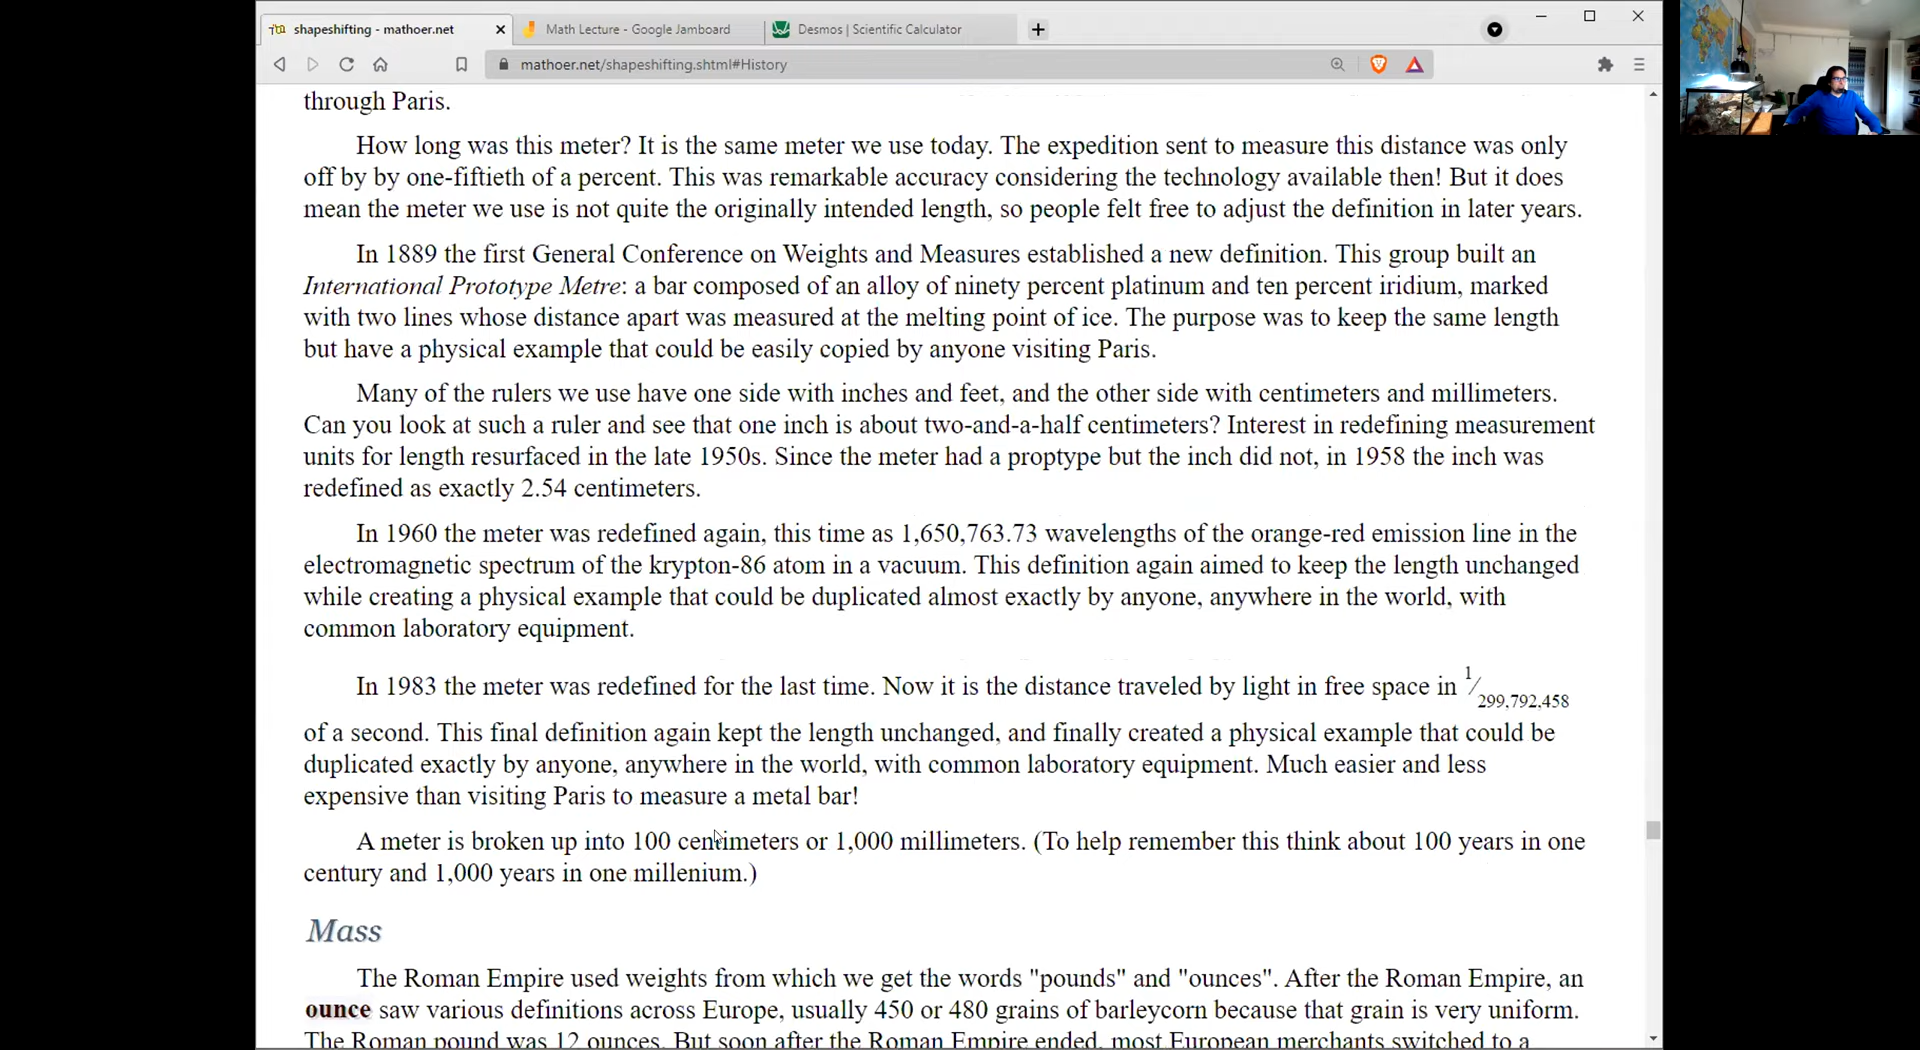 shapeshifting - mathoer.net
Math Lecture - Google Jamboard
Desmos | Scientific Calculator
mathoer.net/shapeshifting.shtml#History
through Paris.
How long was this meter? It is the same meter we use today. The expedition sent to measure this distance was only
off by by one-fiftieth of a percent. This was remarkable accuracy considering the technology available then! But it does
mean the meter we use is not quite the originally intended length, so people felt free to adjust the definition in later years.
In 1889 the first General Conference on Weights and Measures established a new definition. This group built an
International Prototype Metre: a bar composed of an alloy of ninety percent platinum and ten percent iridium, marked
with two lines whose distance apart was measured at the melting point of ice. The purpose was to keep the same length
but have a physical example that could be easily copied by anyone visiting Paris.
Many of the rulers we use have one side with inches and feet, and the other side with centimeters and millimeters.
Can you look at such a ruler and see that one inch is about two-and-a-half centimeters? Interest in redefining measurement
units for length resurfaced in the late 1950s. Since the meter had a proptype but the inch did not, in 1958 the inch was
redefined as exactly 2.54 centimeters.
In 1960 the meter was redefined again, this time as 1,650,763.73 wavelengths of the orange-red emission line in the
electromagnetic spectrum of the krypton-86 atom in a vacuum. This definition again aimed to keep the length unchanged
while creating a physical example that could be duplicated almost exactly by anyone, anywhere in the world, with
common laboratory equipment.
In 1983 the meter was redefined for the last time. Now it is the distance traveled by light in free space in 1/299,792,458
of a second. This final definition again kept the length unchanged, and finally created a physical example that could be
duplicated exactly by anyone, anywhere in the world, with common laboratory equipment. Much easier and less
expensive than visiting Paris to measure a metal bar!
A meter is broken up into 100 centimeters or 1,000 millimeters. (To help remember this think about 100 years in one
century and 1,000 years in one millenium.)
Mass
The Roman Empire used weights from which we get the words "pounds" and "ounces". After the Roman Empire, an
ounce saw various definitions across Europe, usually 450 or 480 grains of barleycorn because that grain is very uniform.
The Roman pound was 12 ounces. But soon after the Roman Empire ended, most European merchants switched to a